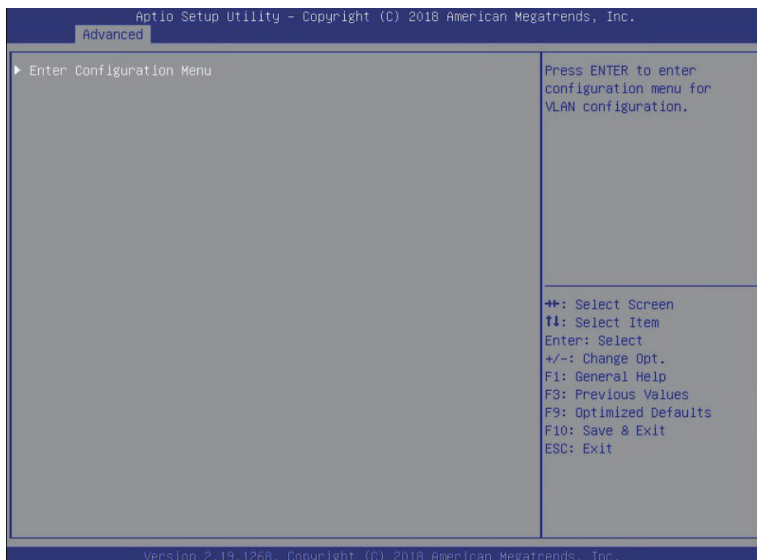 Aptio Setup Utility – Copyright (C) 2018 American Megatrends, Inc.
Advanced
▶ Enter Configuration Menu
Press ENTER to enter
configuration menu for
VLAN configuration.
→←: Select Screen
↑↓: Select Item
Enter: Select
+/-: Change Opt.
F1: General Help
F3: Previous Values
F9: Optimized Defaults
F10: Save & Exit
ESC: Exit
Version 2.19.1268. Copyright (C) 2018 American Megatrends, Inc.